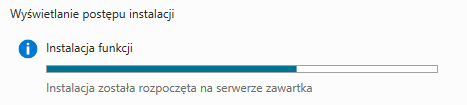 Wyświetlanie postępu instalacji
Instalacja funkcji
Instalacja została rozpoczęta na serwerze zawartka